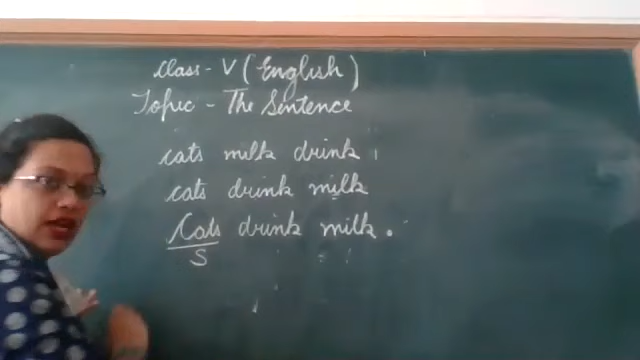 Class - V (English)
Topic - The Sentence
cats milk drink
cats drink milk
Cats drink milk.
S